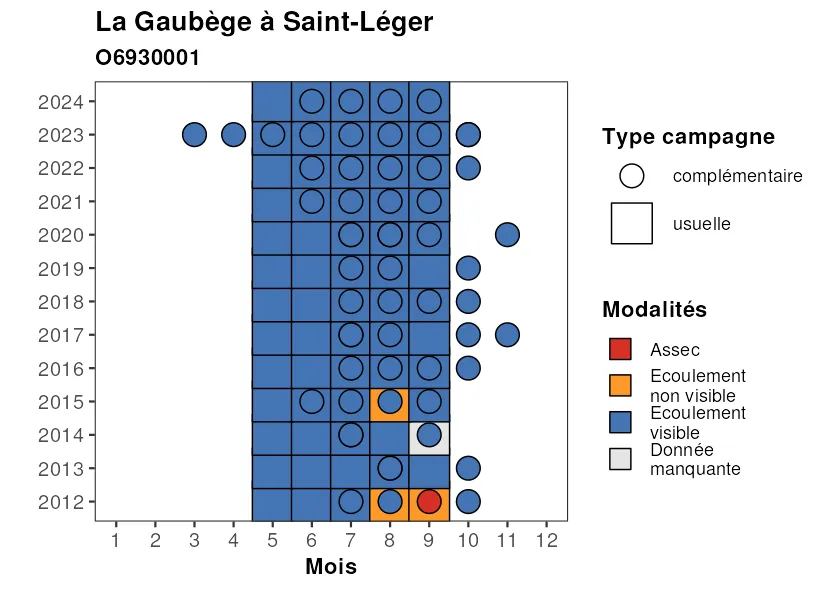 La Gaubège à Saint-Léger
O6930001
2024
2023
2022
2021
2020
2019
2018
2017
2016
2015
2014
2013
2012
1 2 3 4 5 6 7 8 9 10 11 12
Mois
Type campagne
complémentaire
usuelle
Modalités
Assec
Ecoulement
non visible
Ecoulement
visible
Donnée
manquante